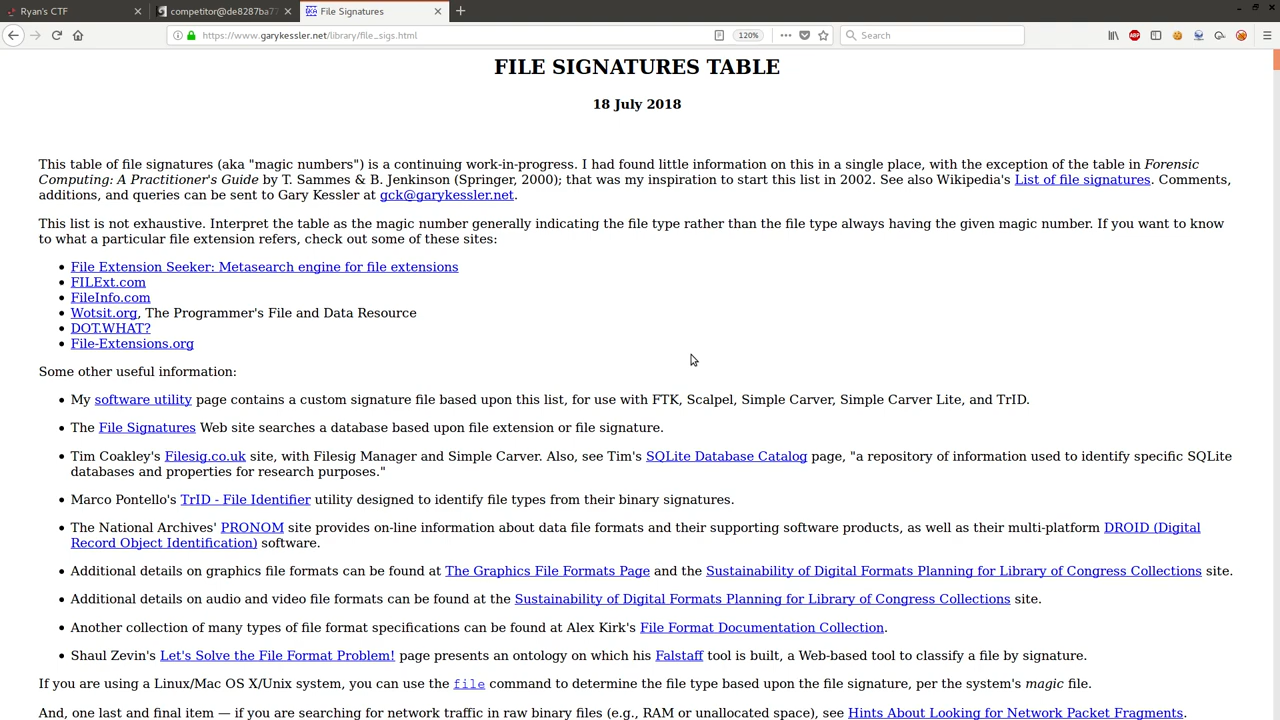 Ryan's CTF
competitor@de8287ba77
File Signatures
https://www.garykessler.net/library/file_sigs.html
120%
Search
ABP
FILE SIGNATURES TABLE
18 July 2018
This table of file signatures (aka "magic numbers") is a continuing work-in-progress. I had found little information on this in a single place, with the exception of the table in Forensic
Computing: A Practitioner's Guide by T. Sammes & B. Jenkinson (Springer, 2000); that was my inspiration to start this list in 2002. See also Wikipedia's List of file signatures. Comments,
additions, and queries can be sent to Gary Kessler at gck@garykessler.net.
This list is not exhaustive. Interpret the table as the magic number generally indicating the file type rather than the file type always having the given magic number. If you want to know
to what a particular file extension refers, check out some of these sites:
• File Extension Seeker: Metasearch engine for file extensions
• FILExt.com
• FileInfo.com
• Wotsit.org, The Programmer's File and Data Resource
• DOT.WHAT?
• File-Extensions.org
Some other useful information:
• My software utility page contains a custom signature file based upon this list, for use with FTK, Scalpel, Simple Carver, Simple Carver Lite, and TrID.
• The File Signatures Web site searches a database based upon file extension or file signature.
• Tim Coakley's Filesig.co.uk site, with Filesig Manager and Simple Carver. Also, see Tim's SQLite Database Catalog page, "a repository of information used to identify specific SQLite
databases and properties for research purposes."
• Marco Pontello's TrID - File Identifier utility designed to identify file types from their binary signatures.
• The National Archives' PRONOM site provides on-line information about data file formats and their supporting software products, as well as their multi-platform DROID (Digital
Record Object Identification) software.
• Additional details on graphics file formats can be found at The Graphics File Formats Page and the Sustainability of Digital Formats Planning for Library of Congress Collections site.
• Additional details on audio and video file formats can be found at the Sustainability of Digital Formats Planning for Library of Congress Collections site.
• Another collection of many types of file format specifications can be found at Alex Kirk's File Format Documentation Collection.
• Shaul Zevin's Let's Solve the File Format Problem! page presents an ontology on which his Falstaff tool is built, a Web-based tool to classify a file by signature.
If you are using a Linux/Mac OS X/Unix system, you can use the file command to determine the file type based upon the file signature, per the system's magic file.
And, one last and final item — if you are searching for network traffic in raw binary files (e.g., RAM or unallocated space), see Hints About Looking for Network Packet Fragments.